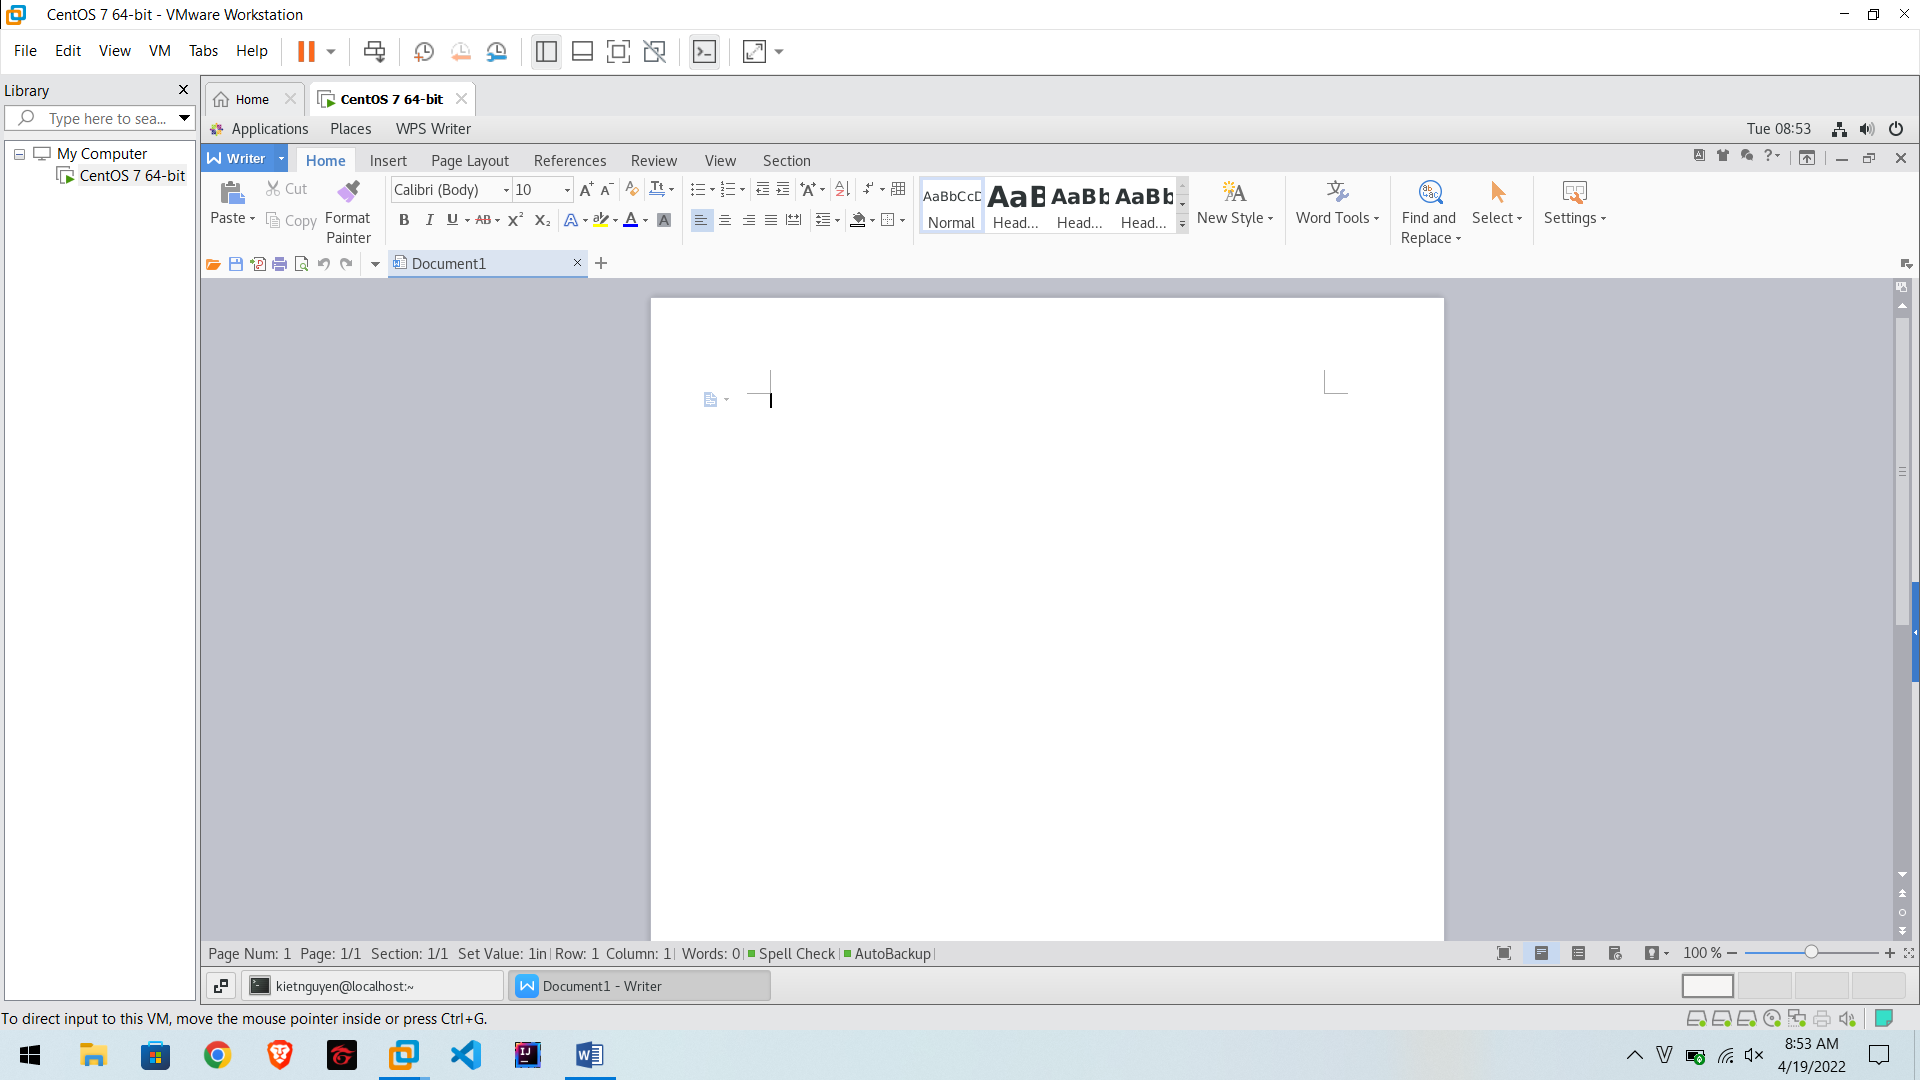 CentOS 7 64-bit - VMware Workstation
File Edit View VM Tabs Help
Library
Type here to sea...
My Computer
CentOS 7 64-bit
Home
CentOS 7 64-bit
Applications Places WPS Writer
Tue 08:53
Writer Home Insert Page Layout References Review View Section
Paste
Cut
Copy
Format
Painter
Calibri (Body) 10
AaBbCcD
Normal
AaB
Head...
AaBb
Head...
AaBb
Head...
New Style
Word Tools
Find and
Replace
Select
Settings
Document1
Page Num: 1 Page: 1/1 Section: 1/1 Set Value: 1in Row: 1 Column: 1 Words: 0 Spell Check AutoBackup
100 %
kietnguyen@localhost:~
Document1 - Writer
To direct input to this VM, move the mouse pointer inside or press Ctrl+G.
8:53 AM
4/19/2022